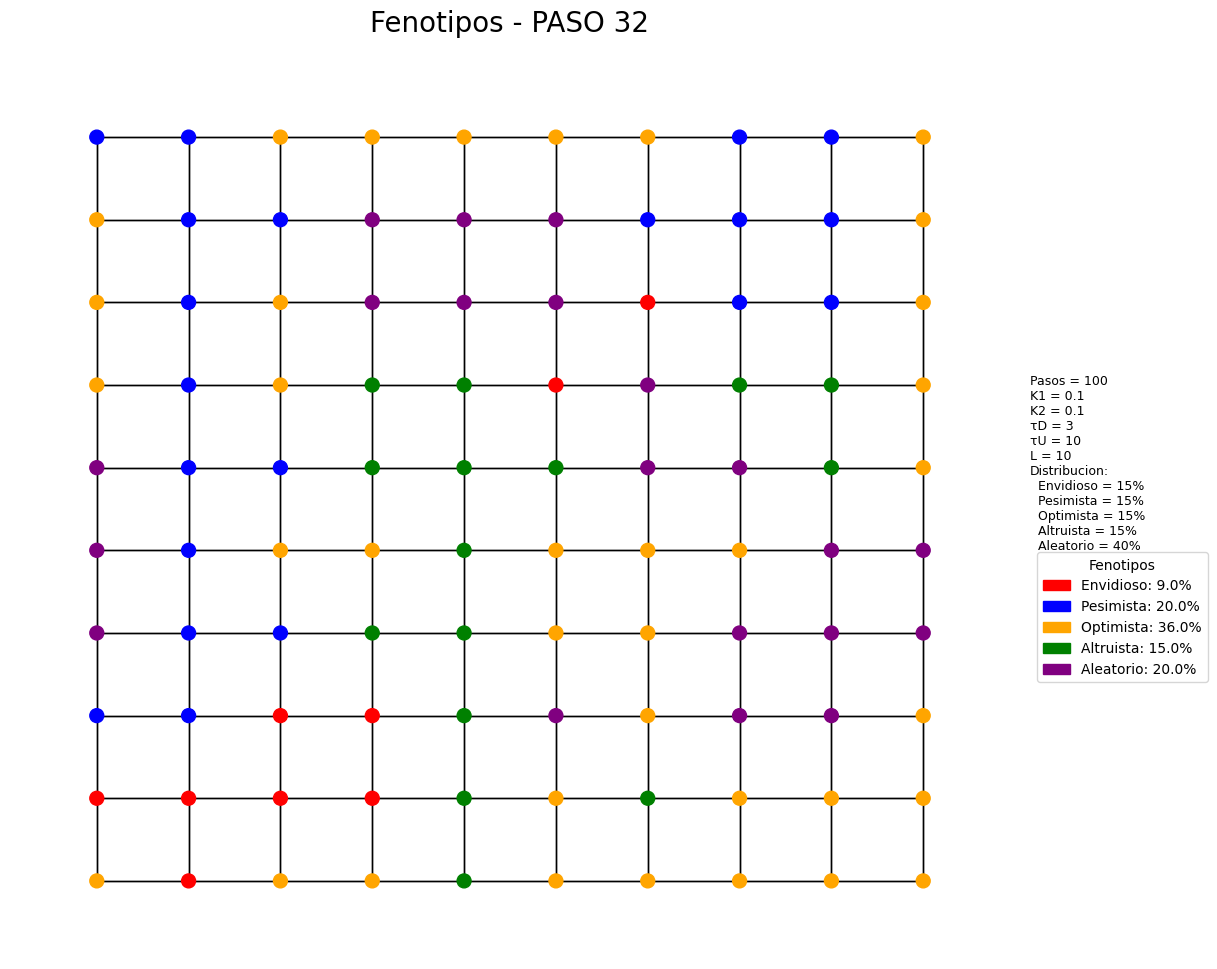 Fenotipos - PASO 32
Pasos = 100
K1 = 0.1
K2 = 0.1
τD = 3
τU = 10
L = 10
Distribucion:
Envidioso = 15%
Pesimista = 15%
Optimista = 15%
Altruista = 15%
Aleatorio = 40%
Fenotipos
Envidioso: 9.0%
Pesimista: 20.0%
Optimista: 36.0%
Altruista: 15.0%
Aleatorio: 20.0%